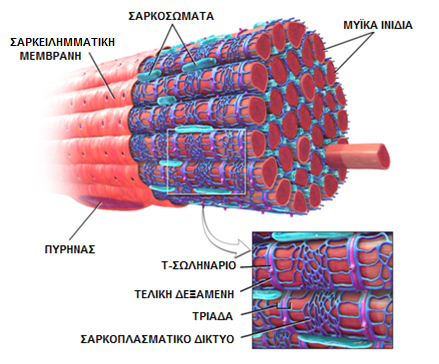 ΣΑΡΚΟΣΩΜΑΤΑ
ΜΥΪΚΑ ΙΝΙΔΙΑ
ΣΑΡΚΕΙΛΗΜΜΑΤΙΚΗ
ΜΕΜΒΡΑΝΗ
ΠΥΡΗΝΑΣ
Τ-ΣΩΛΗΝΑΡΙΟ
ΤΕΛΙΚΗ ΔΕΞΑΜΕΝΗ
ΤΡΙΑΔΑ
ΣΑΡΚΟΠΛΑΣΜΑΤΙΚΟ ΔΙΚΤΥΟ